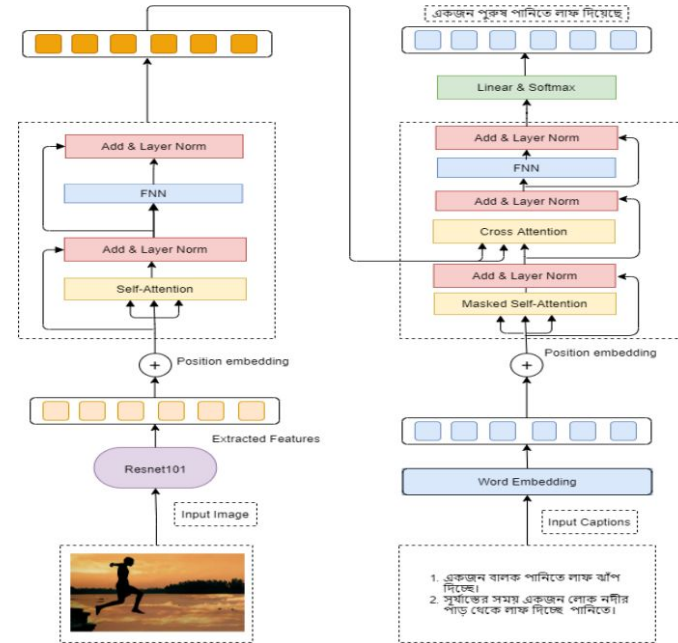 একজন পুরুষ পানিতে লাফ দিয়েছে
Linear & Softmax
Add & Layer Norm
FNN
Add & Layer Norm
Cross Attention
Add & Layer Norm
Masked Self-Attention
Position embedding
Word Embedding
Input Captions
1. একজন বালক পানিতে লাফ ঝাঁপ
দিচ্ছে।
2. সূর্যাস্তের সময় একজন লোক নদীর
পাড় থেকে লাফ দিচ্ছে পানিতে।
Add & Layer Norm
FNN
Add & Layer Norm
Self-Attention
Position embedding
Extracted Features
Resnet101
Input Image